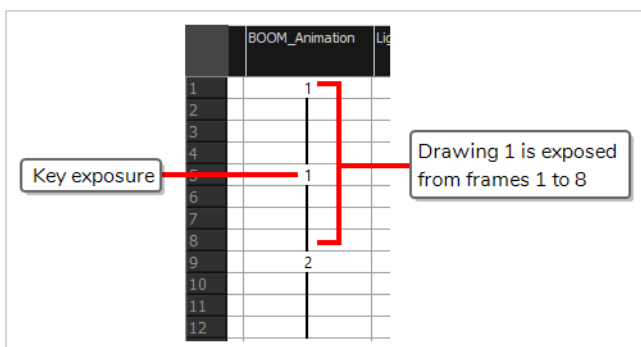 BOOM_Animation Lig
1 1
2
3
4
Key exposure 5 1
Drawing 1 is exposed
from frames 1 to 8
6
7
8
9 2
10
11
12